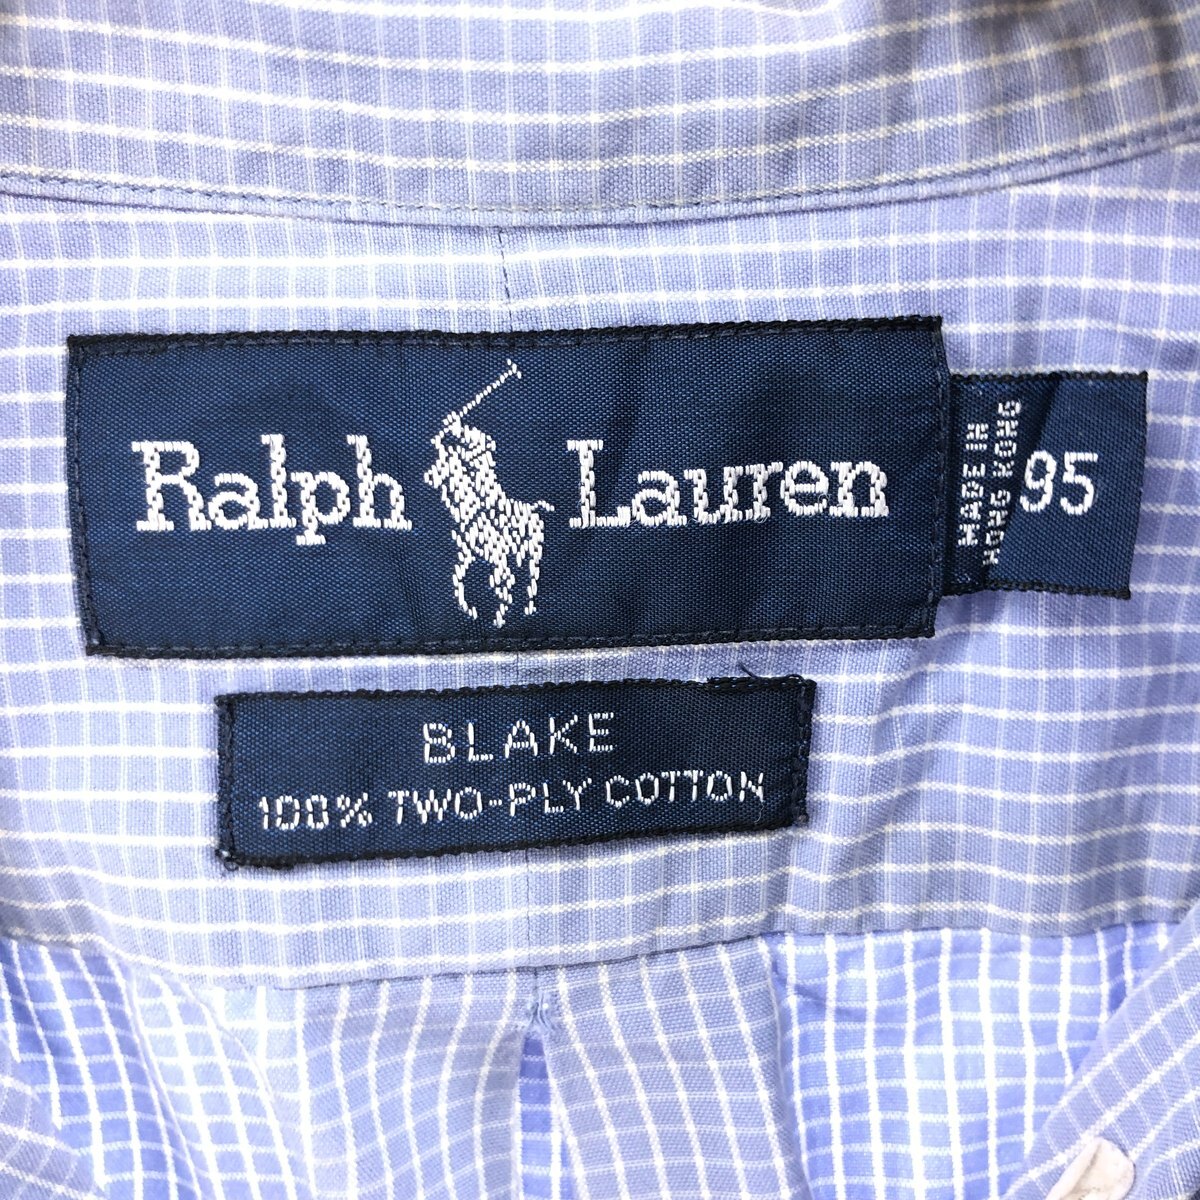 Ralph Lauren
MADE IN
HONG KONG
95
BLAKE
100% TWO-PLY COTTON